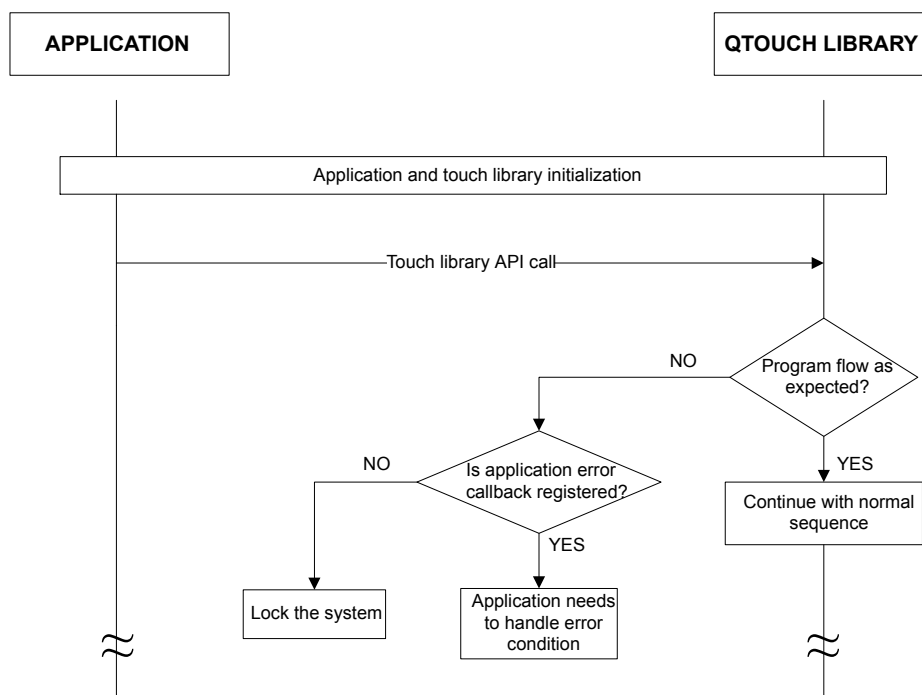 APPLICATION
QTOUCH LIBRARY
Application and touch library initialization
Touch library API call
Program flow as
expected?
NO
YES
Is application error
callback registered?
NO
Continue with normal
sequence
YES
Lock the system
Application needs
to handle error
condition